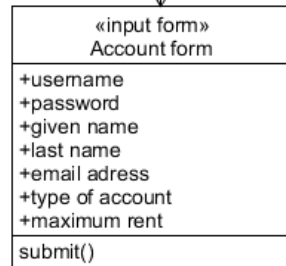 «input form»
Account form
+username
+password
+given name
+last name
+email adress
+type of account
+maximum rent
submit()